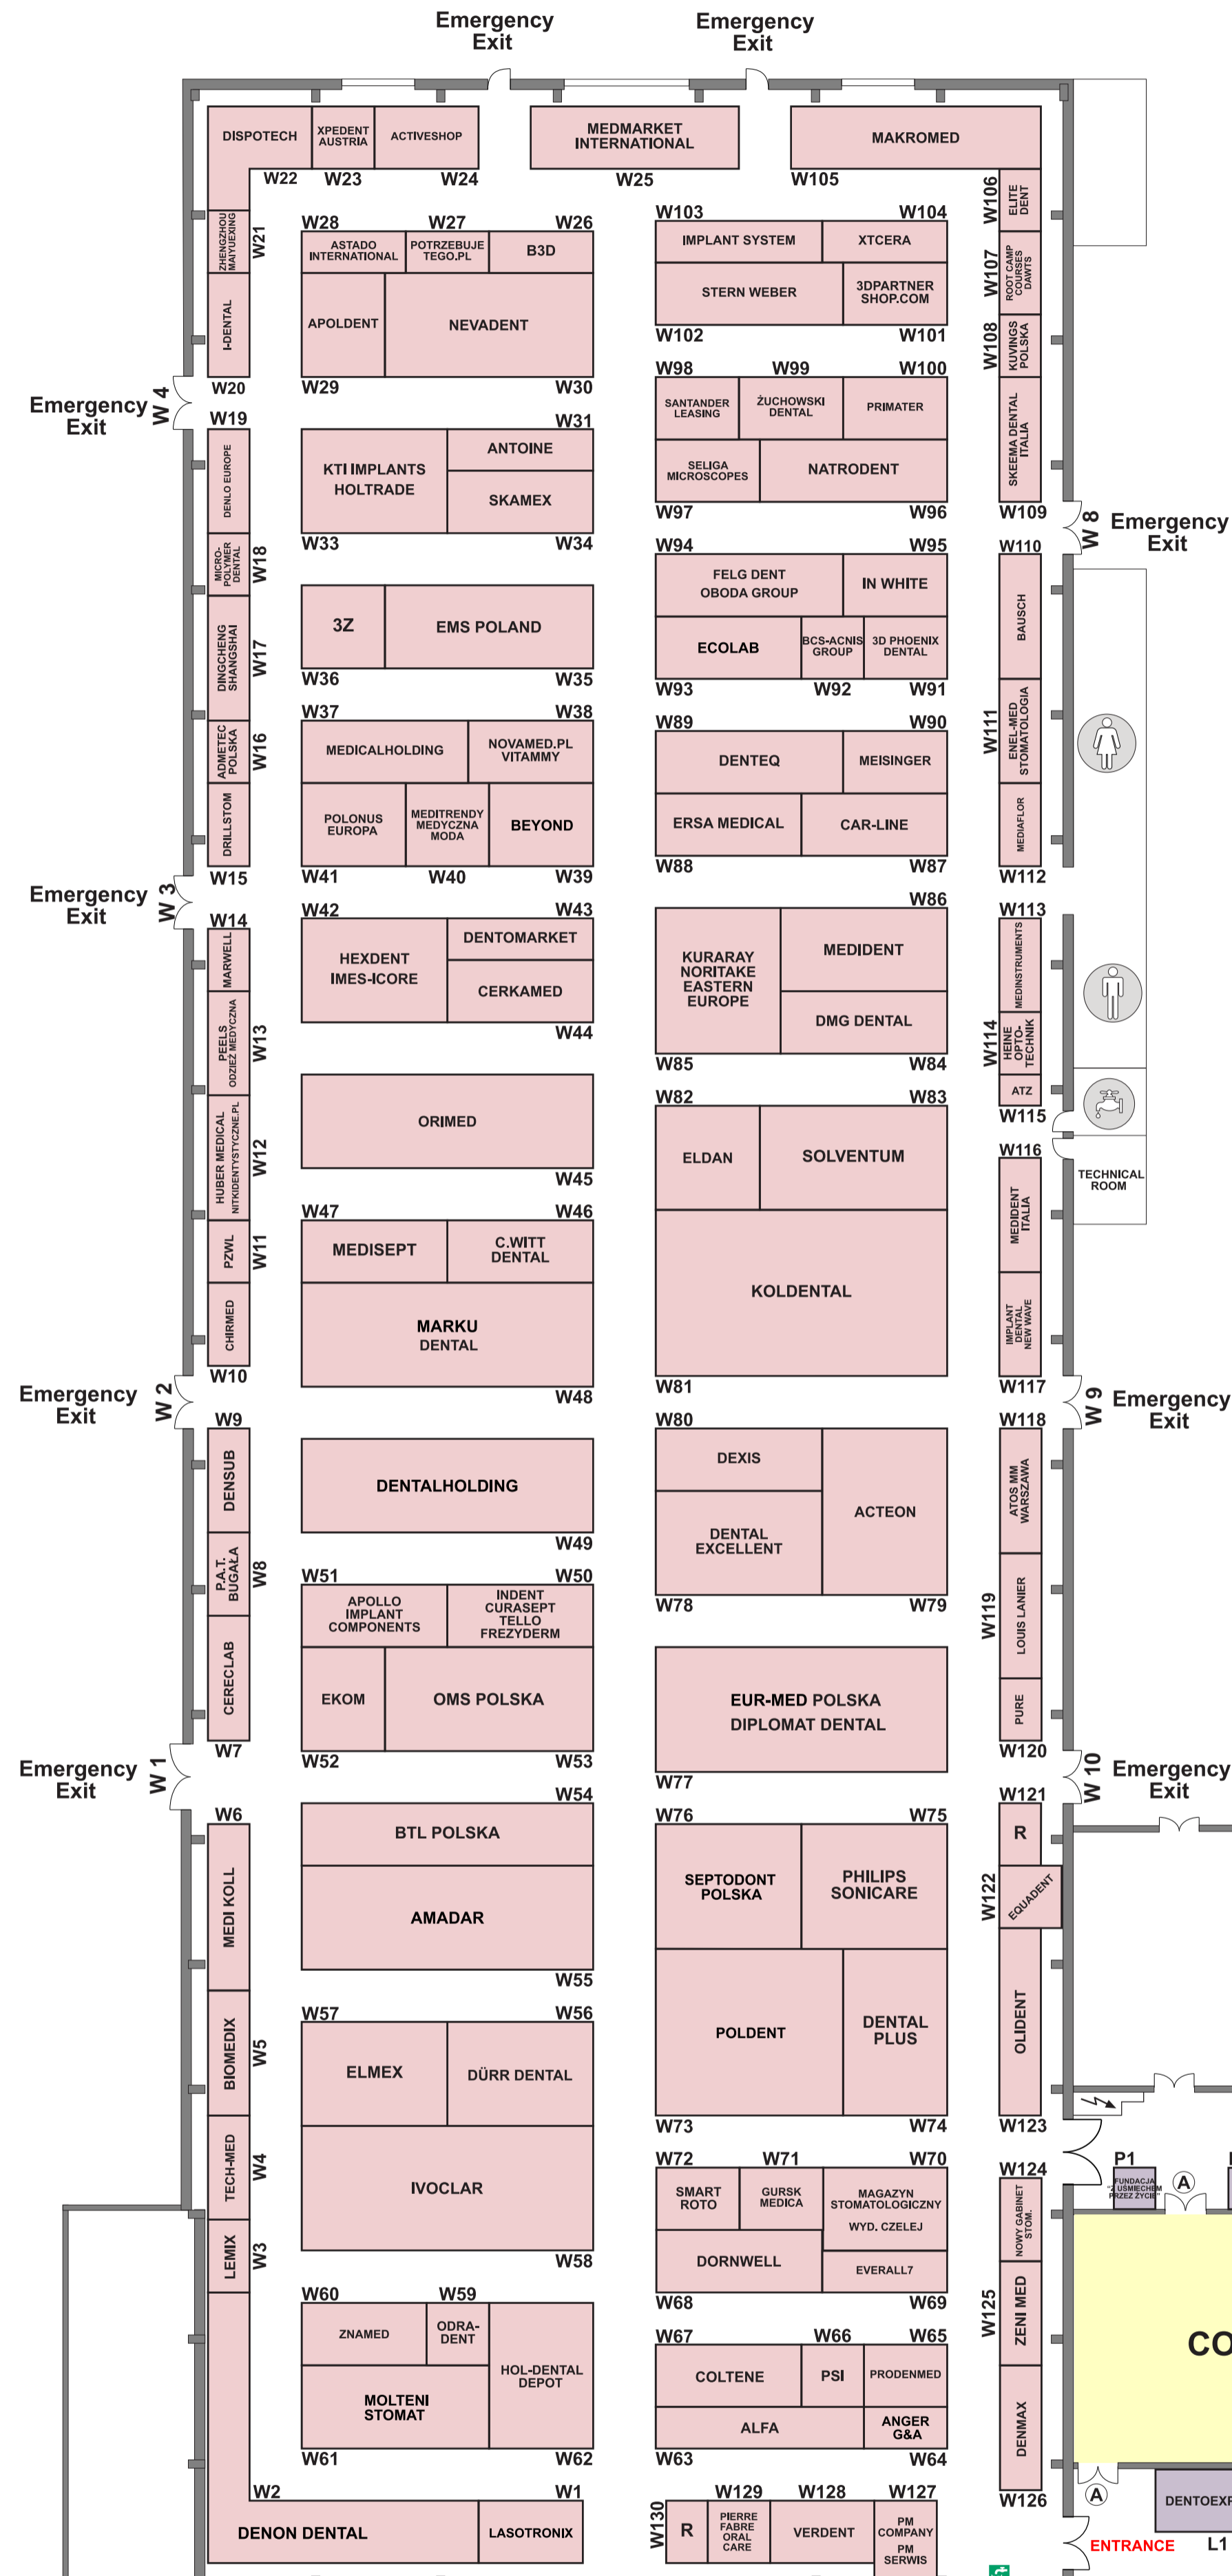 Emergency
Exit
Emergency
Exit
DISPOTECH
XPEDENT
AUSTRIA
ACTIVESHOP
MEDMARKET
INTERNATIONAL
MAKROMED
W22
W23
W24
W25
W105
W106
ELITE
DENT
ZHENGZHOU
MAIYUEXING
W21
W28
W27
W26
ASTADO
INTERNATIONAL
POTRZEBUJE
TEGO.PL
B3D
W103
W104
IMPLANT SYSTEM
XTCERA
W107
ROOT CAMP
COURSES
DAWTS
I-DENTAL
APOLDENT
NEVADENT
STERN WEBER
3DPARTNER
SHOP.COM
W102
W101
W108
KUVINGS
POLSKA
W20
W29
W30
W98
W99
W100
SANTANDER
LEASING
ŻUCHOWSKI
DENTAL
PRIMATER
SKEEMA DENTAL
ITALIA
Emergency
Exit
W 4
W19
W31
DENLO EUROPE
KTI IMPLANTS
HOLTRADE
ANTOINE
SKAMEX
SELIGA
MICROSCOPES
NATRODENT
W97
W96
W109
W 8
Emergency
Exit
W33
W34
MICRO-
POLYMER
DENTAL
W18
W94
W95
W110
FELG DENT
OBODA GROUP
IN WHITE
BAUSCH
DINGCHENG
SHANGSHAI
W17
3Z
EMS POLAND
W36
W35
ECOLAB
BCS-ACNIS
GROUP
3D PHOENIX
DENTAL
W93
W92
W91
W37
W38
ADMETEC
POLSKA
W16
MEDICALHOLDING
NOVAMED.PL
VITAMMY
W89
W90
DENTEQ
MEISINGER
W111
ENEL-MED
STOMATOLOGIA
DRILLSTOM
POLONUS
EUROPA
MEDITRENDY
MEDYCZNA
MODA
BEYOND
ERSA MEDICAL
CAR-LINE
MEDIAFLOR
W15
W41
W40
W39
W88
W87
W112
Emergency
Exit
W 3
W14
W42
W43
W86
W113
MARWELL
HEXDENT
IMES-ICORE
DENTOMARKET
CERKAMED
W44
KURARAY
NORITAKE
EASTERN
EUROPE
MEDIDENT
DMG DENTAL
MEDINSTRUMENTS
PEELS
ODZIEŻ MEDYCZNA
W13
W114
HEINE
OPTO-
TECHNIK
W85
W84
ATZ
W115
HUBER MEDICAL
NITKIDENTYSTYCZNE.PL
W12
ORIMED
W45
W82
W83
ELDAN
SOLVENTUM
W116
TECHNICAL
ROOM
MEDIDENT
ITALIA
PZWL
W11
W47
W46
MEDISEPT
C.WITT
DENTAL
KOLDENTAL
CHIRMED
MARKU
DENTAL
IMPLANT
DENTAL
NEW WAVE
W10
W48
W81
W117
Emergency
Exit
W 2
W9
W80
W118
W 9
Emergency
Exit
DENSUB
DENTALHOLDING
W49
DEXIS
DENTAL
EXCELLENT
ACTEON
ATOS MM
WARSZAWA
P.A.T.
BUGAŁA
W8
W51
W50
APOLLO
IMPLANT
COMPONENTS
INDENT
CURASEPT
TELLO
FREZYDERM
W78
W79
W119
LOUIS LANIER
CERECLAB
EKOM
OMS POLSKA
EUR-MED POLSKA
DIPLOMAT DENTAL
PURE
W7
W52
W53
W77
W120
Emergency
Exit
W 1
W 10
Emergency
Exit
W6
W54
W76
W75
W121
BTL POLSKA
R
MEDI KOLL
AMADAR
W55
SEPTODONT
POLSKA
PHILIPS
SONICARE
W122
EQUADENT
BIOMEDIX
W5
W57
W56
ELMEX
DÜRR DENTAL
POLDENT
DENTAL
PLUS
OLIDENT
TECH-MED
W4
IVOCLAR
W73
W74
W123
W72
W71
W70
W124
P1
FUNDACJA
"Z UŚMIECHEM
PRZEZ ŻYCIE"
A
SMART
ROTO
GURSK
MEDICA
MAGAZYN
STOMATOLOGICZNY
WYD. CZELEJ
NOWY GABINET
STOM.
LEMIX
W3
W58
DORNWELL
EVERALL7
W68
W69
W60
W59
ZNAMED
ODRA-
DENT
HOL-DENTAL
DEPOT
MOLTENI
STOMAT
W61
W62
W67
W66
W65
COLTENE
PSI
PRODENMED
ALFA
ANGER
G&A
W63
W64
W125
ZENI MED
CO
DENMAX
W126
A
DENTOEXP
L1
ENTRANCE
W2
W1
DENON DENTAL
LASOTRONIX
W130
W129
W128
W127
R
PIERRE
FABRE
ORAL
CARE
VERDENT
PM
COMPANY
PM
SERWIS